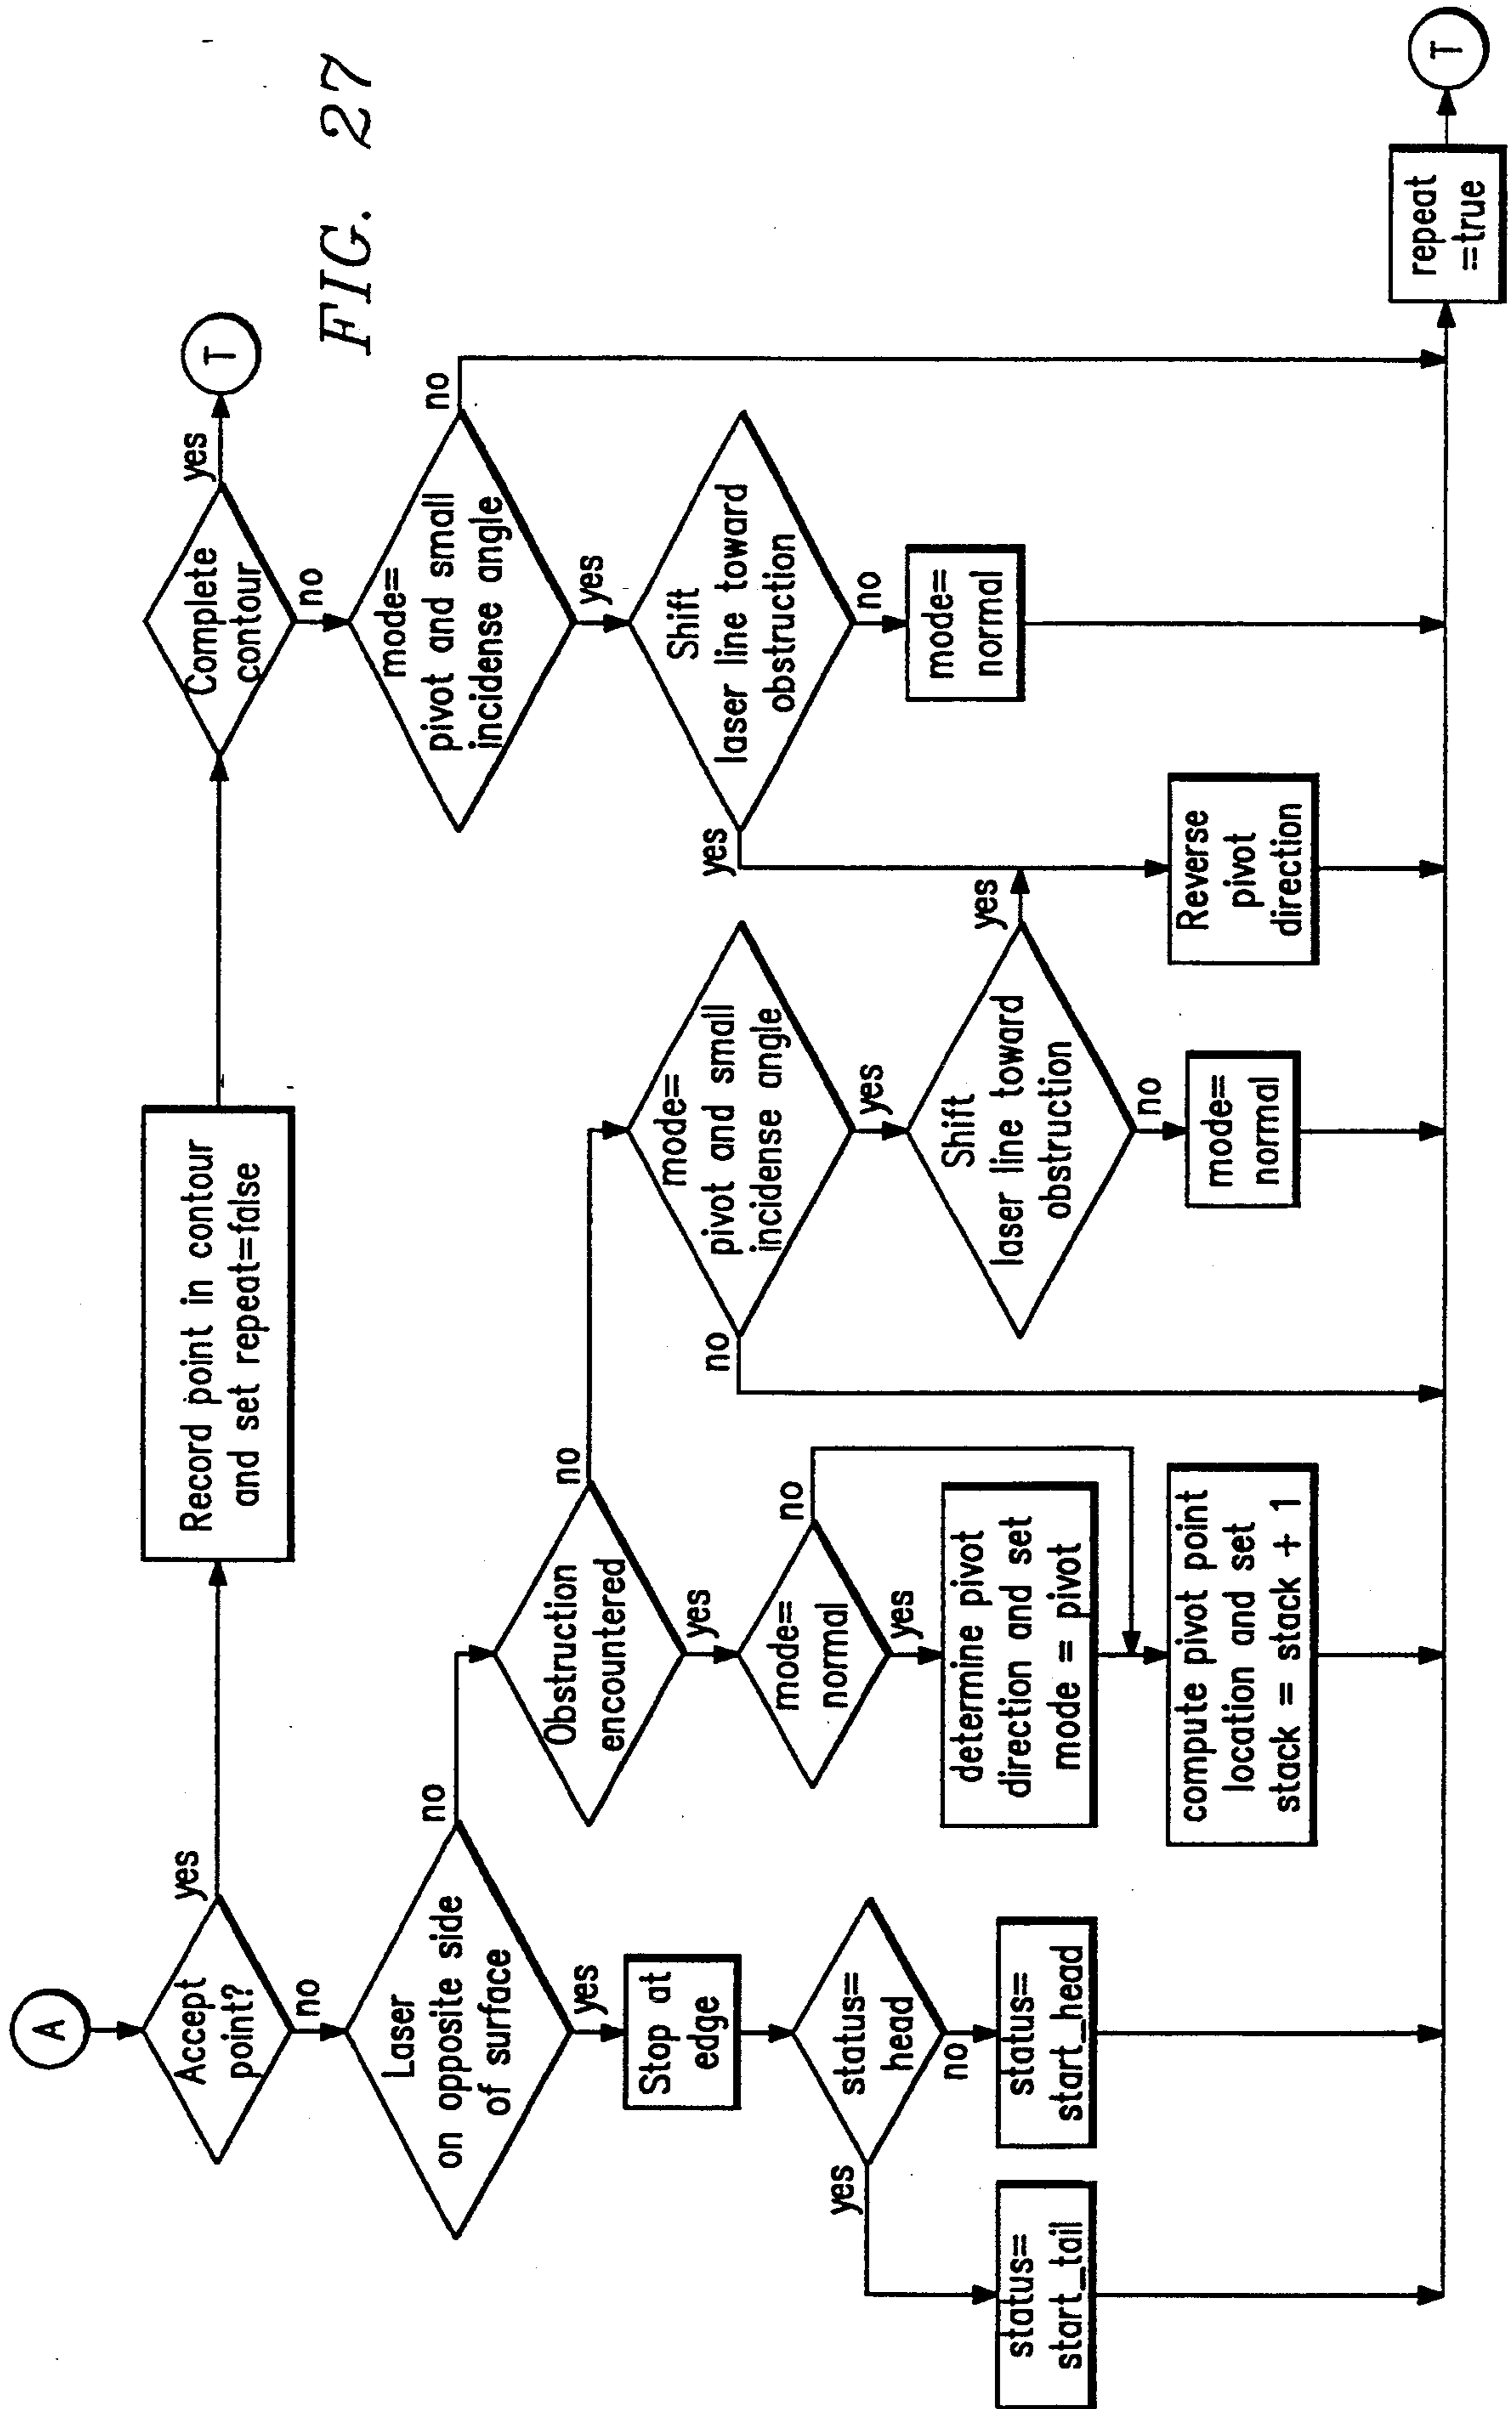 FIG. 27
A
Accept
point?
yes
no
Record point in contour
and set repeat=false
Complete
contour
yes
no
T
Laser
on opposite side
of surface
no
yes
Stop at
edge
status=
head
yes
no
status=
start_tail
status=
start_head
Obstruction
encountered
no
yes
mode=
normal
no
yes
determine pivot
direction and set
mode = pivot
compute pivot point
location and set
stack = stack + 1
mode=
pivot and small
incidense angle
no
yes
Shift
laser line toward
obstruction
yes
no
mode=
normal
mode=
pivot and small
incidense angle
no
yes
Shift
laser line toward
obstruction
yes
no
mode=
normal
Reverse
pivot
direction
repeat
=true
T